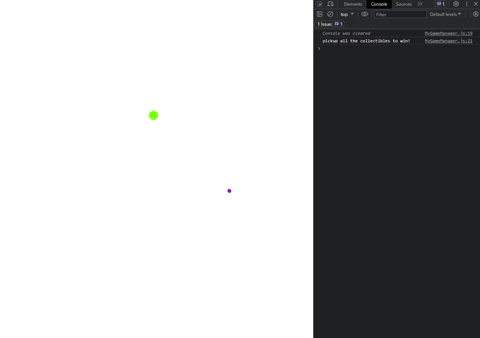 Elements Console Sources >> 1
top Filter Default levels
1 Issue: 1
Console was cleared MyGameManager.js:19
pickup all the collectibles to win! MyGameManager.js:21